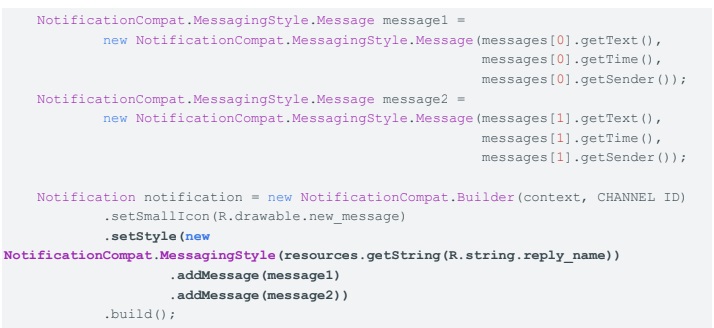 NotificationCompat.MessagingStyle.Message message1 =
new NotificationCompat.MessagingStyle.Message(messages[0].getText(),
messages[0].getTime(),
messages[0].getSender());
NotificationCompat.MessagingStyle.Message message2 =
new NotificationCompat.MessagingStyle.Message(messages[1].getText(),
messages[1].getTime(),
messages[1].getSender());
Notification notification = new NotificationCompat.Builder(context, CHANNEL ID)
.setSmallIcon(R.drawable.new_message)
.setStyle(new
NotificationCompat.MessagingStyle(resources.getString(R.string.reply_name))
.addMessage(message1)
.addMessage(message2))
.build();